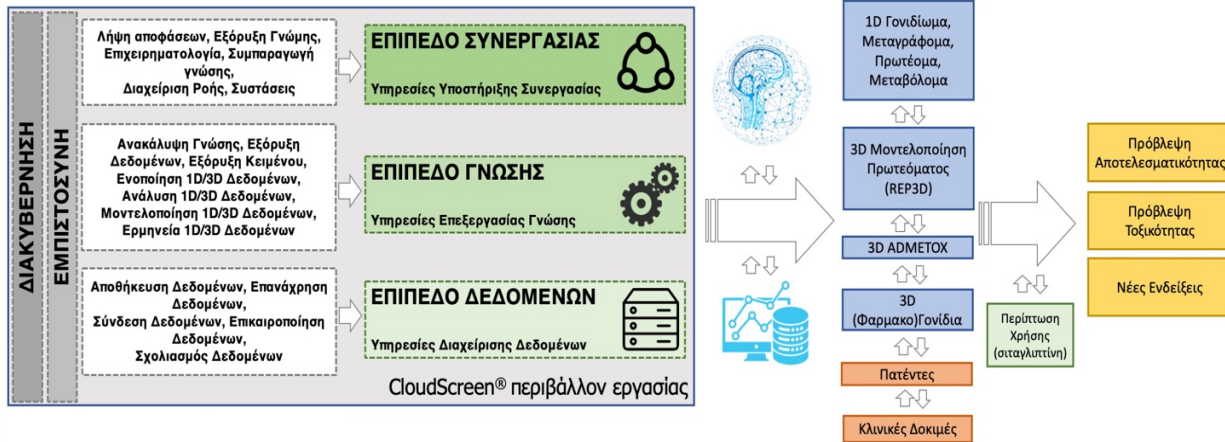 ΔΙΑΚΥΒΕΡΝΗΣΗ
ΕΜΠΙΣΤΟΣΥΝΗ
Λήψη αποφάσεων, Εξόρυξη Γνώμης,
Επιχειρηματολογία, Συμπαραγωγή
γνώσης,
Διαχείριση Ροής, Συστάσεις
ΕΠΙΠΕΔΟ ΣΥΝΕΡΓΑΣΙΑΣ
Υπηρεσίες Υποστήριξης Συνεργασίας
Ανακάλυψη Γνώσης, Εξόρυξη
Δεδομένων, Εξόρυξη Κειμένου,
Ενοποίηση 1D/3D Δεδομένων,
Ανάλυση 1D/3D Δεδομένων,
Μοντελοποίηση 1D/3D Δεδομένων,
Ερμηνεία 1D/3D Δεδομένων
ΕΠΙΠΕΔΟ ΓΝΩΣΗΣ
Υπηρεσίες Επεξεργασίας Γνώσης
Αποθήκευση Δεδομένων, Επανάχρηση
Δεδομένων,
Σύνδεση Δεδομένων, Επικαιροποίηση
Δεδομένων,
Σχολιασμός Δεδομένων
ΕΠΙΠΕΔΟ ΔΕΔΟΜΕΝΩΝ
Υπηρεσίες Διαχείρισης Δεδομένων
CloudScreen® περιβάλλον εργασίας
1D Γονιδίωμα,
Μεταγράφομα,
Πρωτέομα,
Μεταβόλομα
3D Μοντελοποίηση
Πρωτεόματος
(REP3D)
3D ADMETOX
3D
(Φαρμακο)Γονίδια
Πατέντες
Κλινικές Δοκιμές
Περίπτωση
Χρήσης
(σιταγλιπτίνη)
Πρόβλεψη
Αποτελεσματικότητας
Πρόβλεψη
Τοξικότητας
Νέες Ενδείξεις